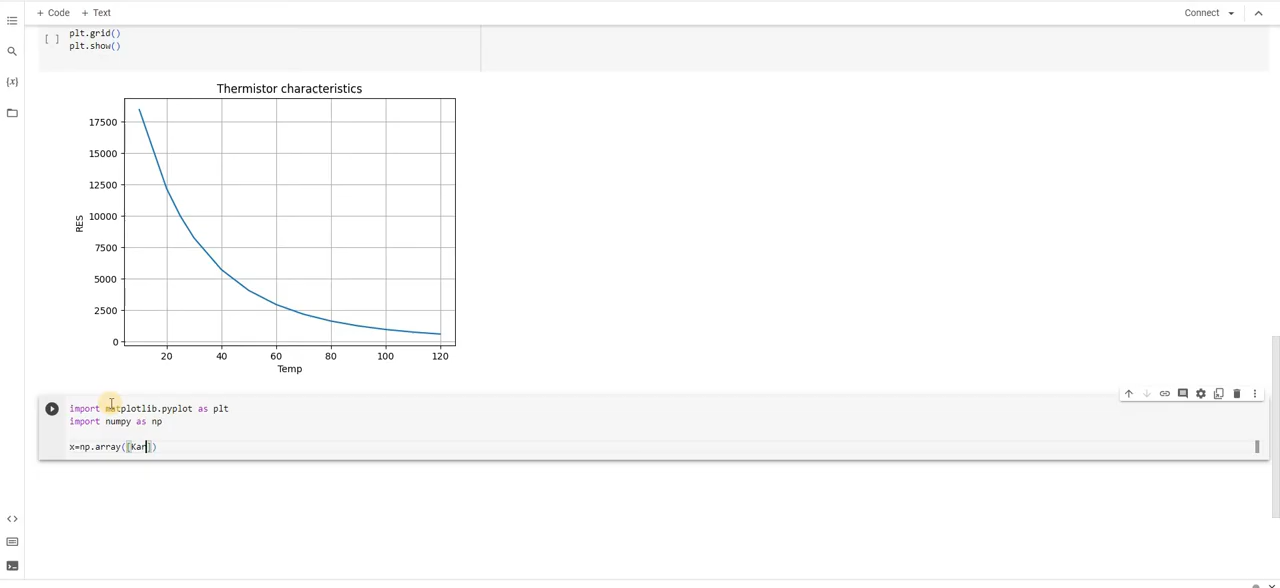 + Code + Text
Connect
plt.grid()
[ ]
plt.show()
{x}
Thermistor characteristics
17500
15000
12500
10000
7500
5000
2500
0
RES
20 40 60 80 100 120
Temp
import matplotlib.pyplot as plt
import numpy as np
x=np.array([Kar])